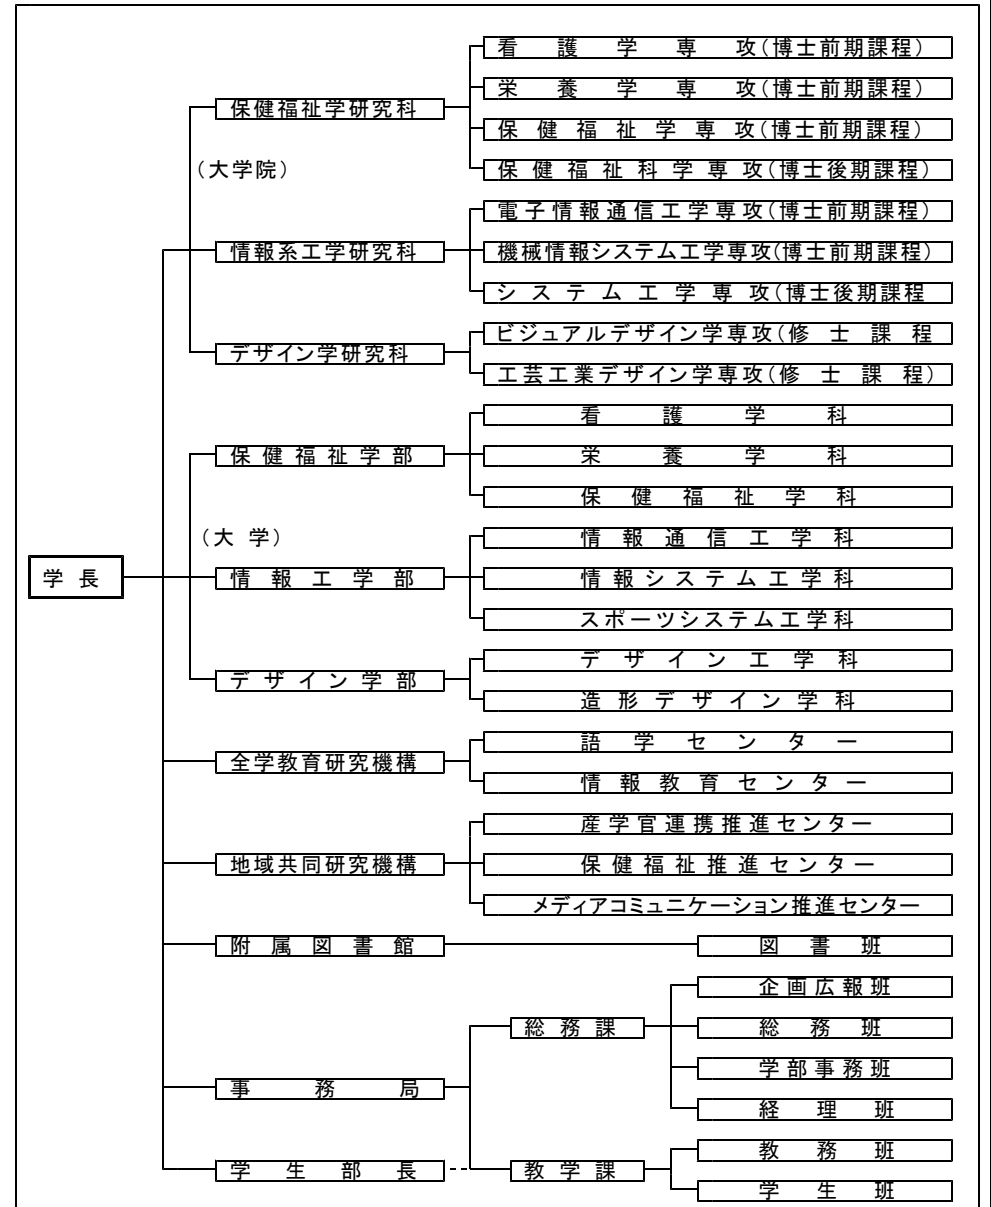 看護学専攻(博士前期課程)
栄養学専攻(博士前期課程)
保健福祉学研究科
保健福祉学専攻(博士前期課程)
(大学院)
保健福祉科学専攻(博士後期課程)
電子情報通信工学専攻(博士前期課程)
情報系工学研究科
機械情報システム工学専攻(博士前期課程)
システム工学専攻(博士後期課程
ビジュアルデザイン学専攻(修士課程
デザイン学研究科
工芸工業デザイン学専攻(修士課程)
看護学科
保健福祉学部
栄養学科
保健福祉学科
(大学)
情報通信工学科
学長
情報工学部
情報システム工学科
スポーツシステム工学科
デザイン工学科
デザイン学部
造形デザイン学科
語学センター
全学教育研究機構
情報教育センター
産学官連携推進センター
地域共同研究機構
保健福祉推進センター
メディアコミュニケーション推進センター
附属図書館
図書班
企画広報班
総務課
総務班
学部事務班
事務局
経理班
教務班
学生部長
教学課
学生班